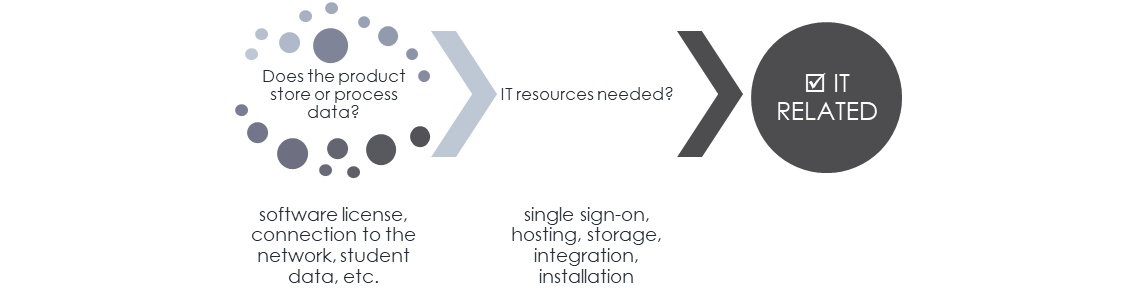 Does the product
store or process
data?
IT resources needed?
☑ IT
RELATED
software license,
connection to the
network, student
data, etc.
single sign-on,
hosting, storage,
integration,
installation